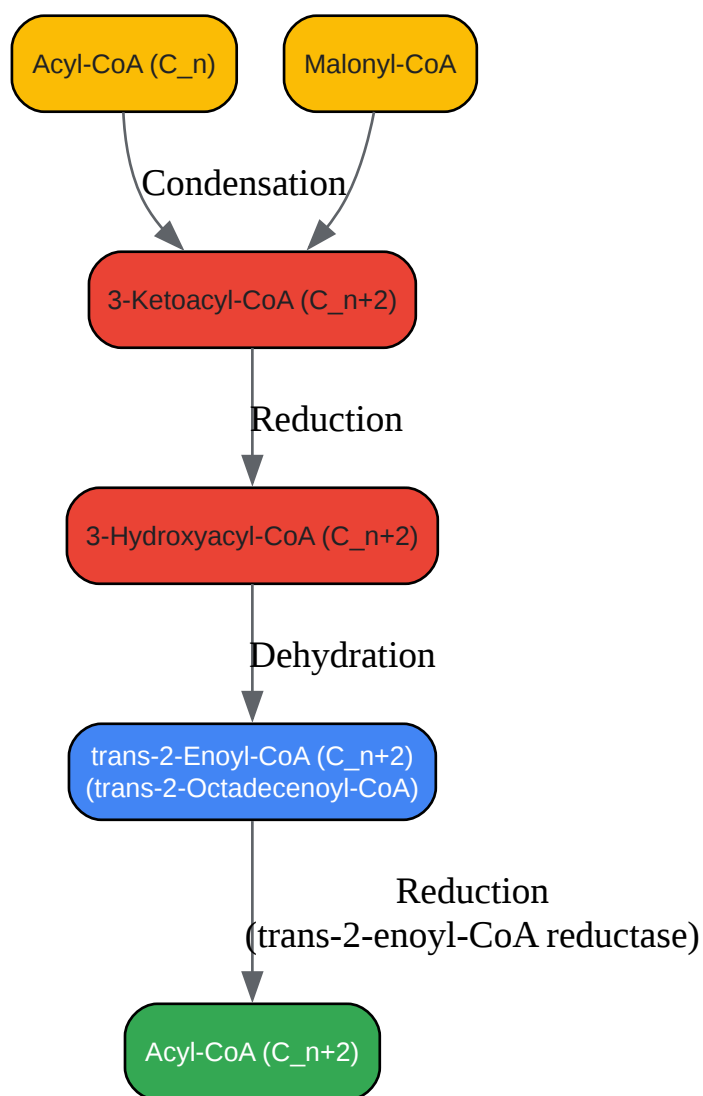 Acyl-CoA (C_n)
Malonyl-CoA
Condensation
3-Ketoacyl-CoA (C_n+2)
Reduction
3-Hydroxyacyl-CoA (C_n+2)
Dehydration
trans-2-Enoyl-CoA (C_n+2)
(trans-2-Octadecenoyl-CoA)
Reduction
(trans-2-enoyl-CoA reductase)
Acyl-CoA (C_n+2)